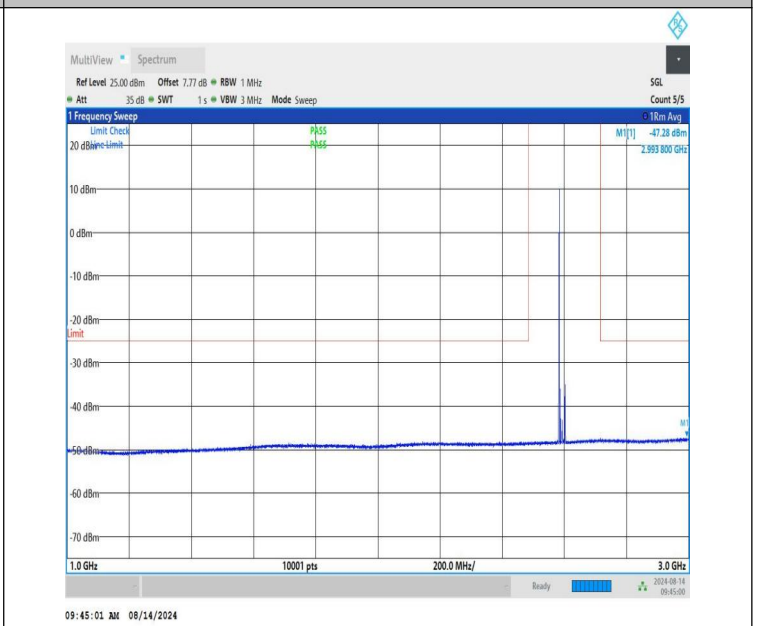 MultiView Spectrum
Ref Level 25.00 dBm Offset 7.77 dB RBW 1 MHz SGL
Att 35 dB SWT 1 s VBW 3 MHz Mode Sweep Count 5/5
1 Frequency Sweep 1Rm Avg
Limit Check PASS M1[1] -47.28 dBm
20 dBm Line Limit PASS 2.993 800 GHz
10 dBm
0 dBm
-10 dBm
-20 dBm
Limit
-30 dBm
-40 dBm
M1
-50 dBm
-60 dBm
-70 dBm
1.0 GHz 10001 pts 200.0 MHz/ 3.0 GHz
Ready 2024-08-14
09:45:00
09:45:01 AM 08/14/2024